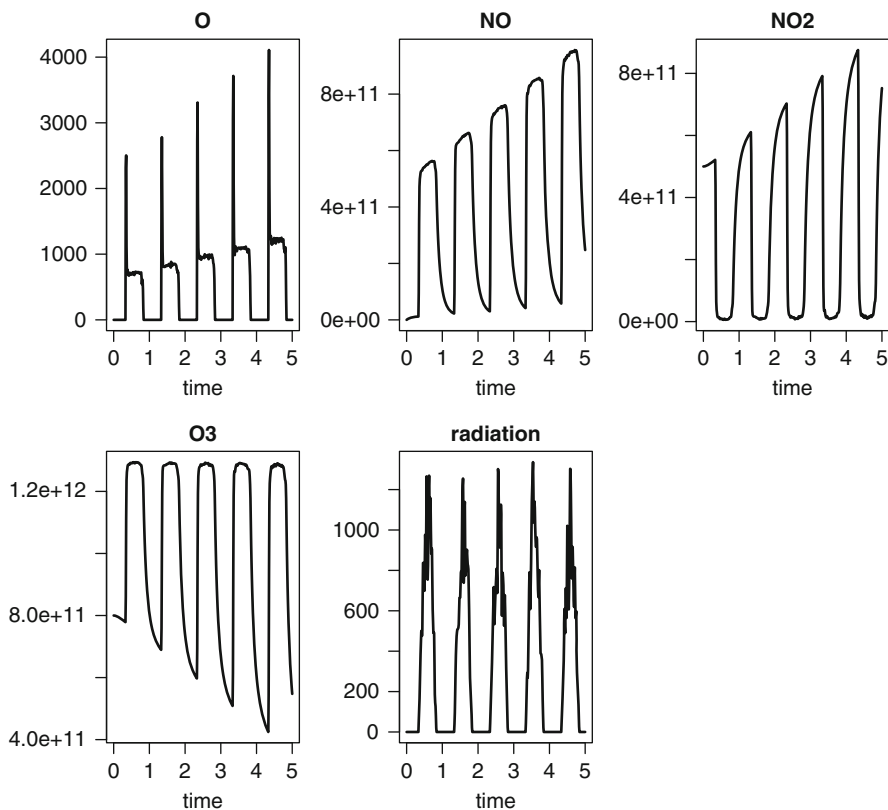 O
4000
3000
2000
1000
0
0 1 2 3 4 5
time
NO
8e+11
4e+11
0e+00
0 1 2 3 4 5
time
NO2
8e+11
4e+11
0e+00
0 1 2 3 4 5
time
O3
1.2e+12
8.0e+11
4.0e+11
0 1 2 3 4 5
time
radiation
1000
600
200
0
0 1 2 3 4 5
time